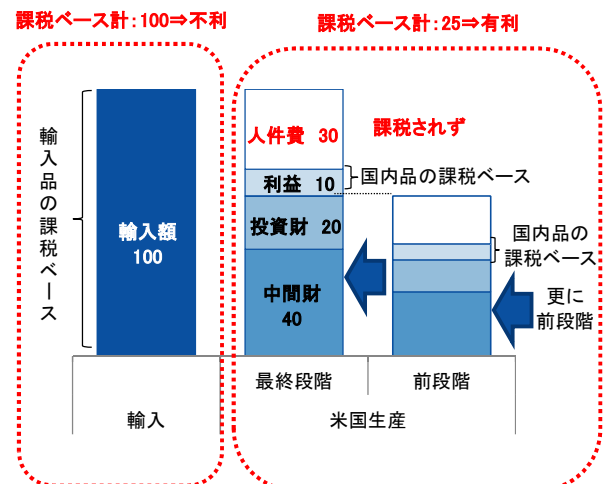 課税ベース計：100⇒不利
課税ベース計：25⇒有利
輸入品の課税ベース
輸入額
100
人件費 30
課税されず
利益 10
国内品の課税ベース
投資財 20
中間財
40
国内品の
課税ベース
更に
前段階
最終段階
前段階
輸入
米国生産